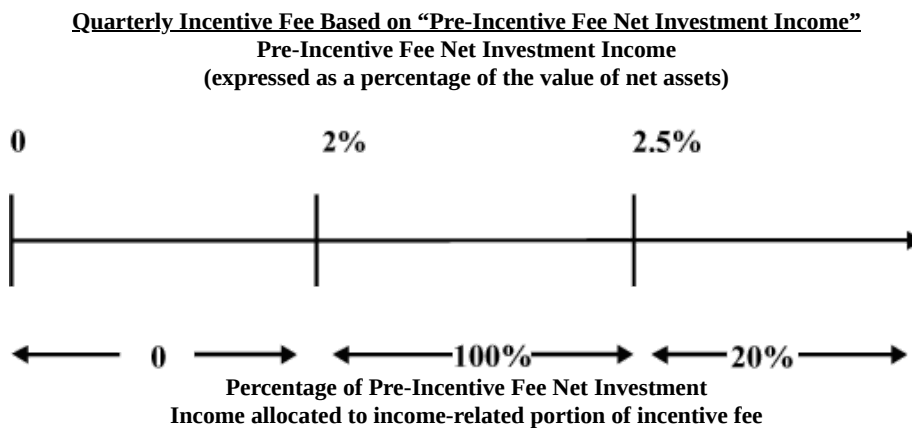 Quarterly Incentive Fee Based on “Pre-Incentive Fee Net Investment Income”
Pre-Incentive Fee Net Investment Income
(expressed as a percentage of the value of net assets)
0 2% 2.5%
0 100% 20%
Percentage of Pre-Incentive Fee Net Investment
Income allocated to income-related portion of incentive fee